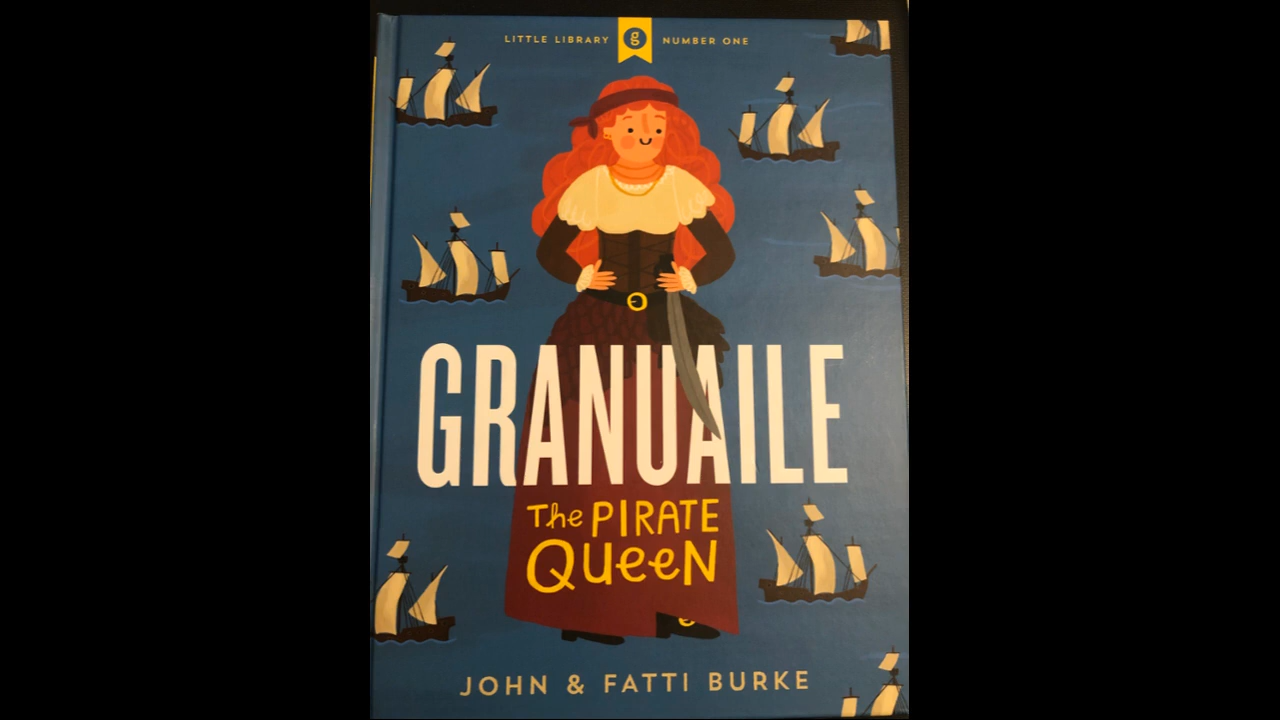 LITTLE LIBRARY g NUMBER ONE
GRANUAILE
The PIRATE
QueeN
JOHN & FATTI BURKE